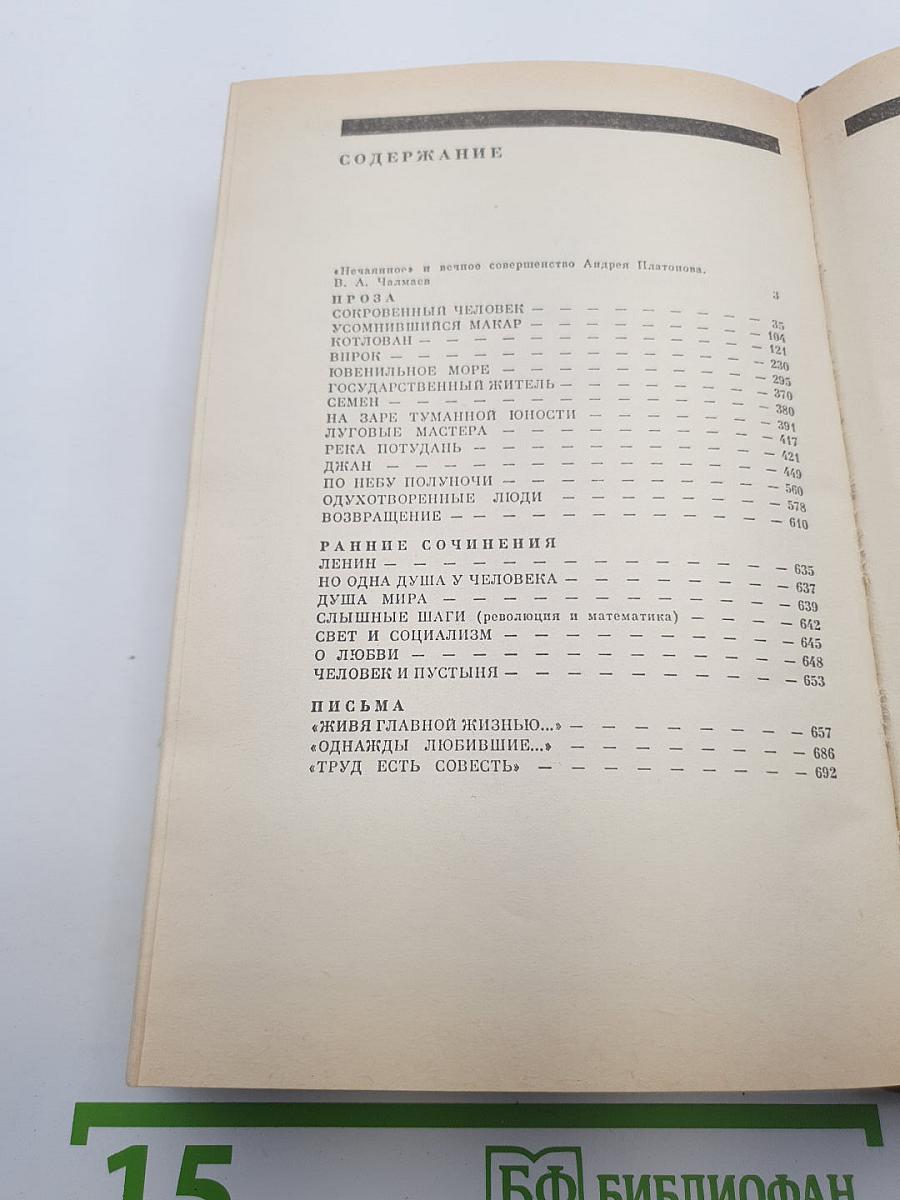 СОДЕРЖАНИЕ
«Нечаянное» и вечное совершенство Андрея Платонова.
В. А. Чалмаев 3
ПРОЗА
СОКРОВЕННЫЙ ЧЕЛОВЕК — — — — — — — — — 35
УСОМНИВШИЙСЯ МАКАР — — — — — — — — — 104
КОТЛОВАН — — — — — — — — — — — — — 121
ВПРОК — — — — — — — — — — — — — — 230
ЮВЕНИЛЬНОЕ МОРЕ — — — — — — — — — — 295
ГОСУДАРСТВЕННЫЙ ЖИТЕЛЬ — — — — — — — — 370
СЕМЕН — — — — — — — — — — — — — — 380
НА ЗАРЕ ТУМАННОЙ ЮНОСТИ — — — — — — — 391
ЛУГОВЫЕ МАСТЕРА — — — — — — — — — — 417
РЕКА ПОТУДАНЬ — — — — — — — — — — — 421
ДЖАН — — — — — — — — — — — — — — 449
ПО НЕБУ ПОЛУНОЧИ — — — — — — — — — — 560
ОДУХОТВОРЕННЫЕ ЛЮДИ — — — — — — — — 578
ВОЗВРАЩЕНИЕ — — — — — — — — — — — — 610
РАННИЕ СОЧИНЕНИЯ
ЛЕНИН — — — — — — — — — — — — — — 635
НО ОДНА ДУША У ЧЕЛОВЕКА — — — — — — — — 637
ДУША МИРА — — — — — — — — — — — — 639
СЛЫШНЫЕ ШАГИ (революция и математика) — — — — 642
СВЕТ И СОЦИАЛИЗМ — — — — — — — — — — 645
О ЛЮБВИ — — — — — — — — — — — — — 648
ЧЕЛОВЕК И ПУСТЫНЯ — — — — — — — — — — 653
ПИСЬМА
«ЖИВЯ ГЛАВНОЙ ЖИЗНЬЮ...» — — — — — — — — 657
«ОДНАЖДЫ ЛЮБИВШИЕ...» — — — — — — — — 686
«ТРУД ЕСТЬ СОВЕСТЬ» — — — — — — — — — — 692
15 БФ БИБЛИОФАН